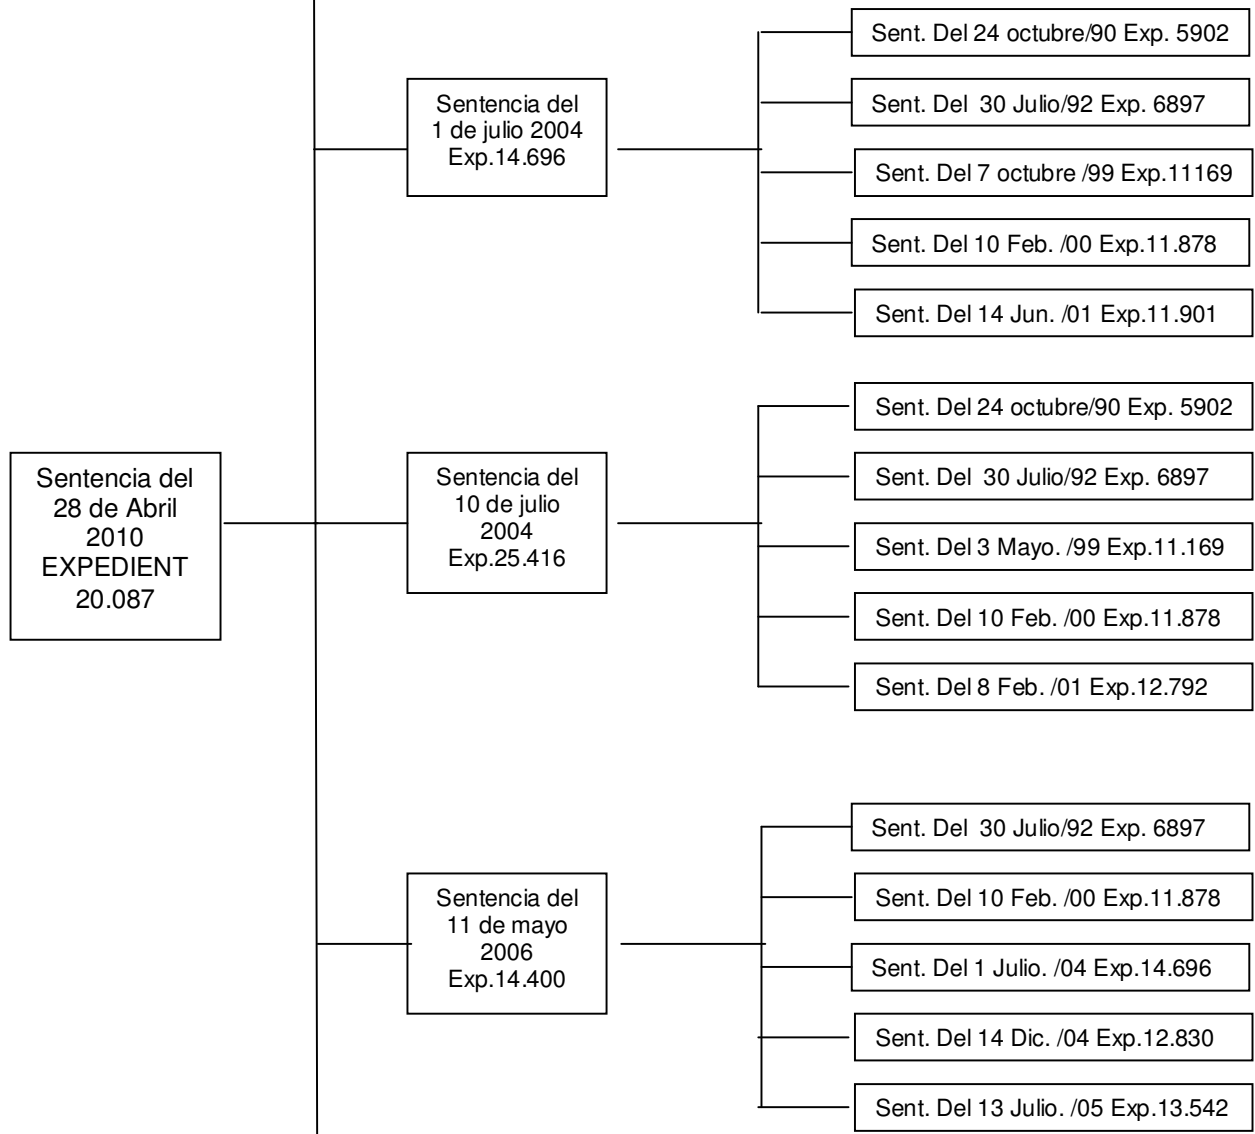 Sent. Del 24 octubre/90 Exp. 5902
Sentencia del
1 de julio 2004
Exp.14.696
Sent. Del 30 Julio/92 Exp. 6897
Sent. Del 7 octubre /99 Exp.11169
Sent. Del 10 Feb. /00 Exp.11.878
Sent. Del 14 Jun. /01 Exp.11.901
Sentencia del
28 de Abril
2010
EXPEDIENT
20.087
Sentencia del
10 de julio
2004
Exp.25.416
Sent. Del 24 octubre/90 Exp. 5902
Sent. Del 30 Julio/92 Exp. 6897
Sent. Del 3 Mayo. /99 Exp.11.169
Sent. Del 10 Feb. /00 Exp.11.878
Sent. Del 8 Feb. /01 Exp.12.792
Sentencia del
11 de mayo
2006
Exp.14.400
Sent. Del 30 Julio/92 Exp. 6897
Sent. Del 10 Feb. /00 Exp.11.878
Sent. Del 1 Julio. /04 Exp.14.696
Sent. Del 14 Dic. /04 Exp.12.830
Sent. Del 13 Julio. /05 Exp.13.542